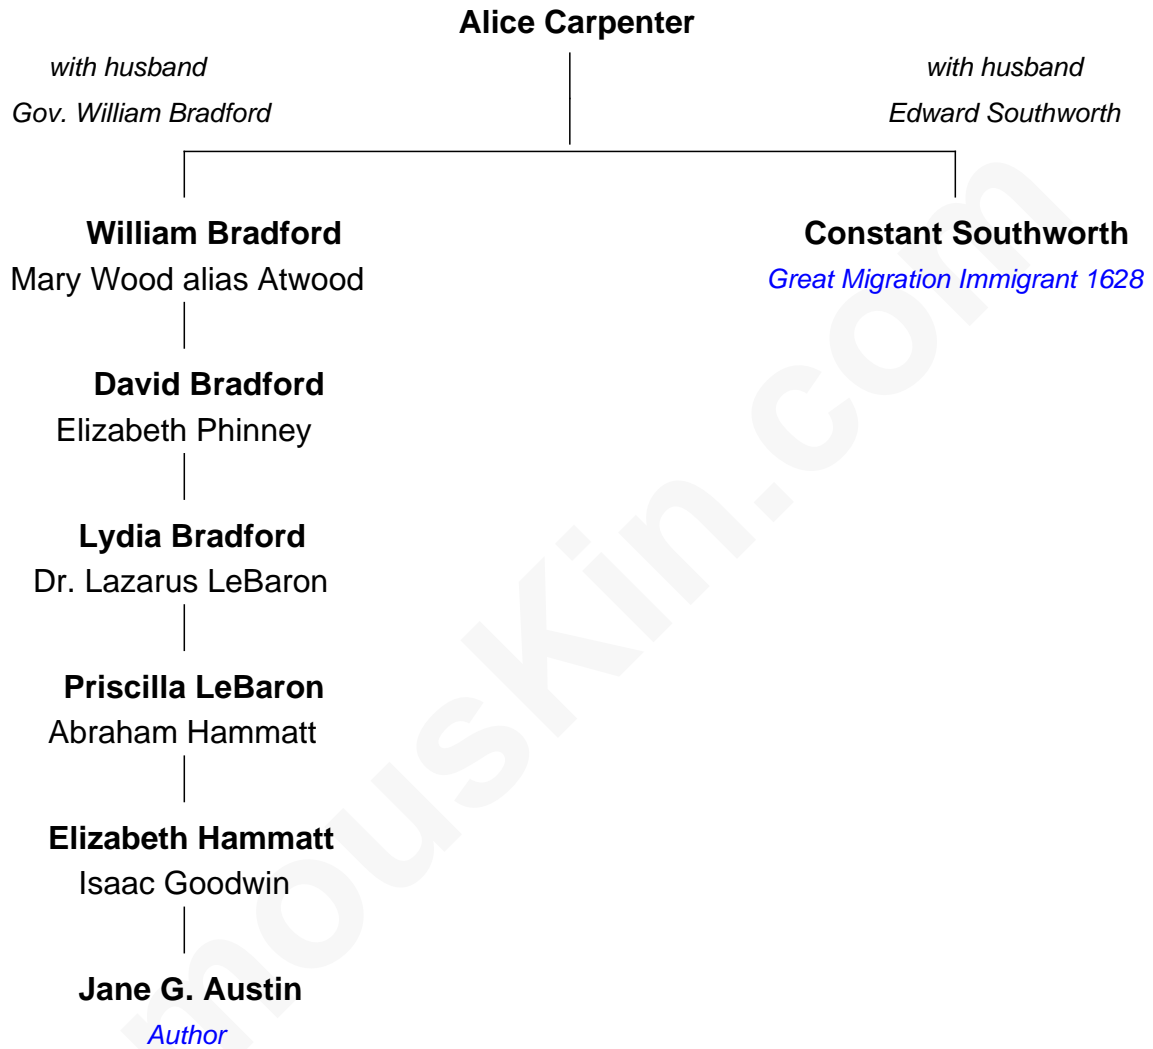 Alice Carpenter
with husband
Gov. William Bradford
with husband
Edward Southworth
William Bradford
Mary Wood alias Atwood
Constant Southworth
Great Migration Immigrant 1628
David Bradford
Elizabeth Phinney
Lydia Bradford
Dr. Lazarus LeBaron
Priscilla LeBaron
Abraham Hammatt
Elizabeth Hammatt
Isaac Goodwin
Jane G. Austin
Author
mouskin.com